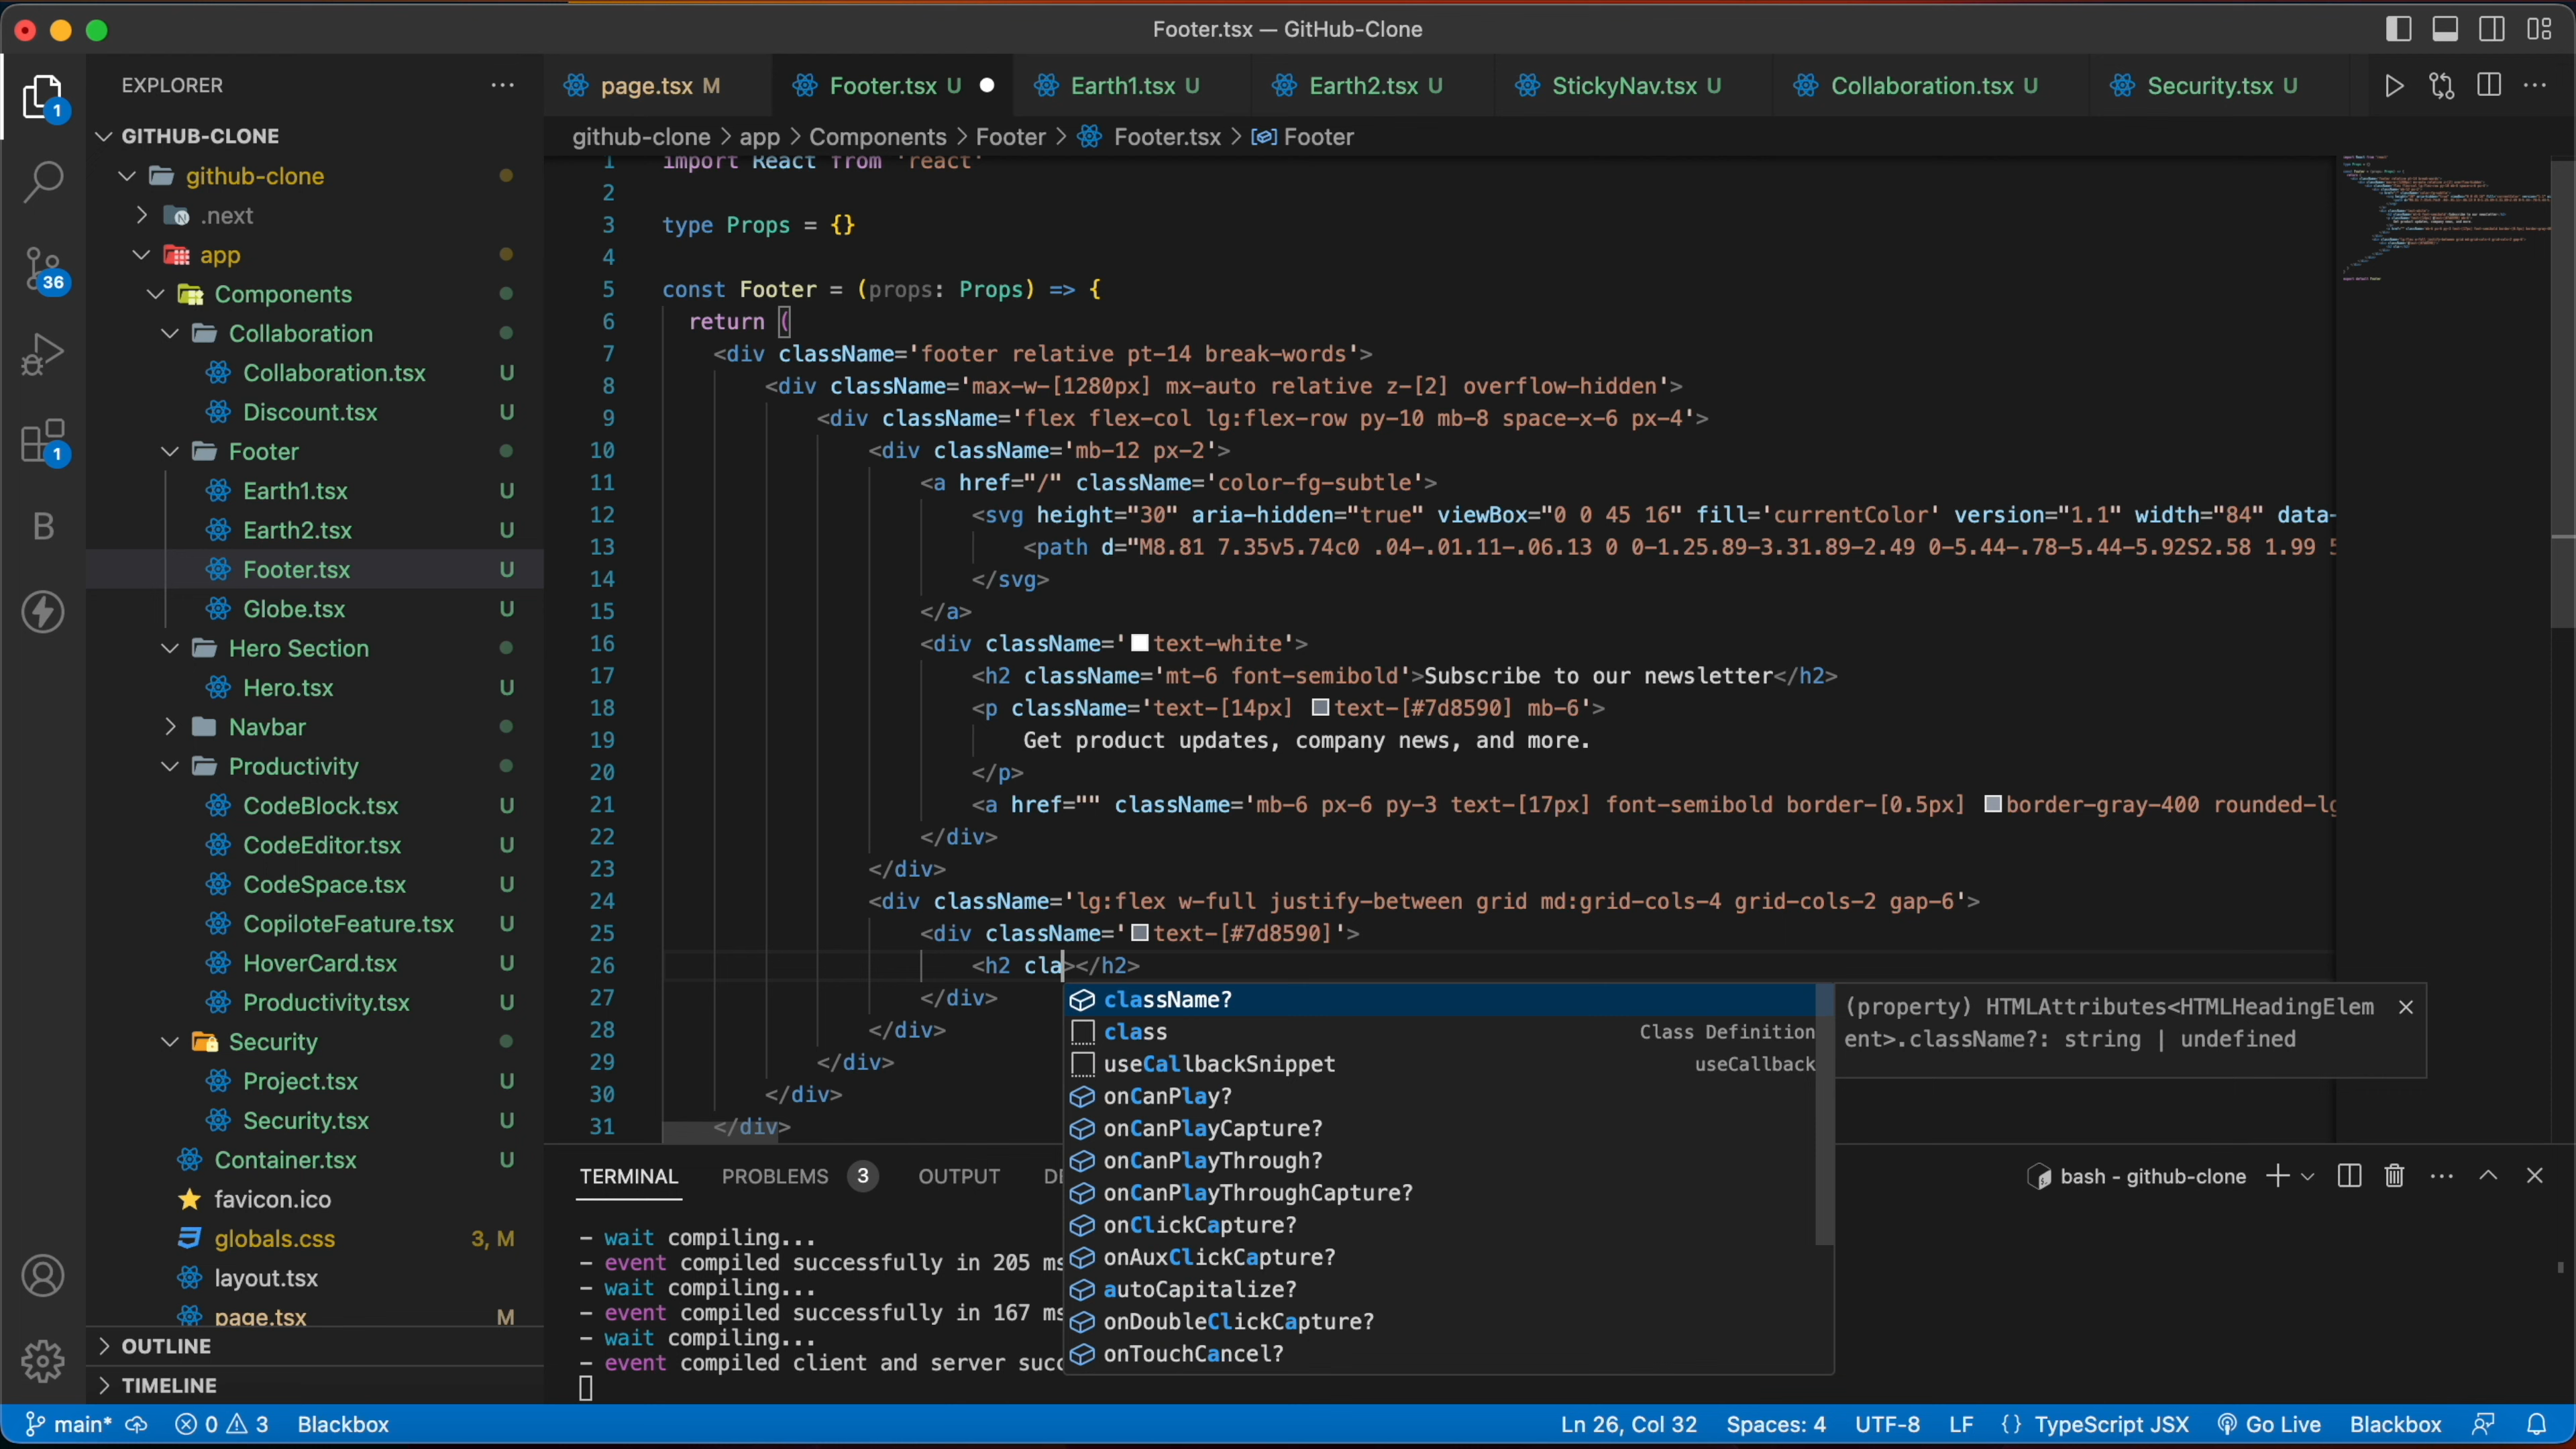 Footer.tsx — GitHub-Clone
EXPLORER
page.tsx M
Footer.tsx U
Earth1.tsx U
Earth2.tsx U
StickyNav.tsx U
Collaboration.tsx U
Security.tsx U
github-clone > app > Components > Footer > Footer.tsx > Footer
1
36
1
B
GITHUB-CLONE
github-clone
.next
app
Components
Collaboration
Collaboration.tsx U
Discount.tsx U
Footer
Earth1.tsx U
Earth2.tsx U
Footer.tsx U
Globe.tsx U
Hero Section
Hero.tsx U
Navbar
Productivity
CodeBlock.tsx U
CodeEditor.tsx U
CodeSpace.tsx U
CopiloteFeature.tsx U
HoverCard.tsx U
Productivity.tsx U
Security
Project.tsx U
Security.tsx U
Container.tsx U
favicon.ico
globals.css 3, M
layout.tsx
page.tsx M
OUTLINE
TIMELINE
1 import React from 'react'
2
3 type Props = {}
4
5 const Footer = (props: Props) => {
6 return (
7 <div className='footer relative pt-14 break-words'>
8 <div className='max-w-[1280px] mx-auto relative z-[2] overflow-hidden'>
9 <div className='flex flex-col lg:flex-row py-10 mb-8 space-x-6 px-4'>
10 <div className='mb-12 px-2'>
11 <a href="/" className='color-fg-subtle'>
12 <svg height="30" aria-hidden="true" viewBox="0 0 45 16" fill='currentColor' version="1.1" width="84" data-
13 <path d="M8.81 7.35v5.74c0 .04-.01.11-.06.13 0 0-1.25.89-3.31.89-2.49 0-5.44-.78-5.44-5.92S2.58 1.99 5
14 </svg>
15 </a>
16 <div className='text-white'>
17 <h2 className='mt-6 font-semibold'>Subscribe to our newsletter</h2>
18 <p className='text-[14px] text-[#7d8590] mb-6'>
19 Get product updates, company news, and more.
20 </p>
21 <a href="" className='mb-6 px-6 py-3 text-[17px] font-semibold border-[0.5px] border-gray-400 rounded-lg
22 </div>
23 </div>
24 <div className='lg:flex w-full justify-between grid md:grid-cols-4 grid-cols-2 gap-6'>
25 <div className='text-[#7d8590]'>
26 <h2 cla></h2>
27 </div>
28 </div>
29 </div>
30 </div>
31 </div>
className?
class Class Definition
useCallbackSnippet useCallback
onCanPlay?
onCanPlayCapture?
onCanPlayThrough?
onCanPlayThroughCapture?
onClickCapture?
onAuxClickCapture?
autoCapitalize?
onDoubleClickCapture?
onTouchCancel?
(property) HTMLAttributes<HTMLHeadingElem
ent>.className?: string | undefined
TERMINAL PROBLEMS 3 OUTPUT DE
bash - github-clone
- wait compiling...
- event compiled successfully in 205 ms
- wait compiling...
- event compiled successfully in 167 ms
- wait compiling...
- event compiled client and server succ
main* 0 3 Blackbox
Ln 26, Col 32 Spaces: 4 UTF-8 LF {} TypeScript JSX Go Live Blackbox